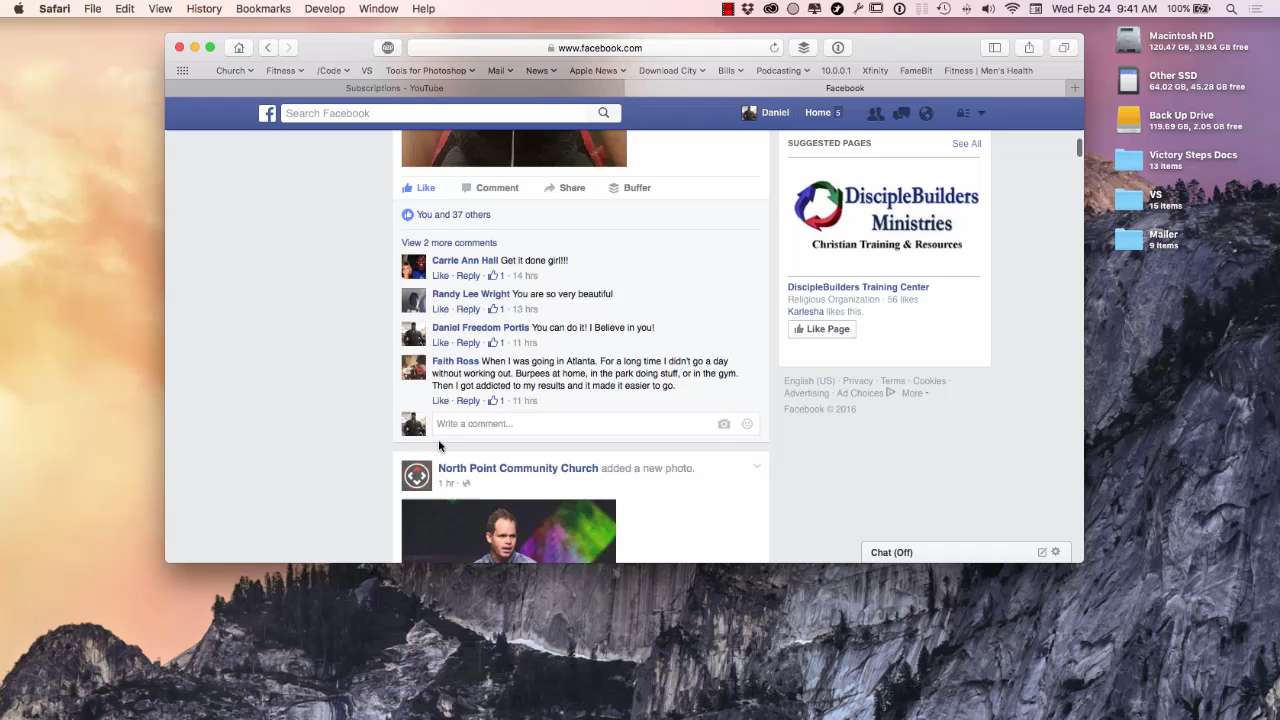 Safari File Edit View History Bookmarks Develop Window Help Wed Feb 24 9:41 AM 100%
www.facebook.com
Church Fitness /Code VS Tools for Photoshop Mail News Apple News Download City Bills Podcasting 10.0.0.1 Xfinity FameBit Fitness | Men's Health
Subscriptions - YouTube Facebook
Search Facebook Daniel Home 5
Like Comment Share Buffer
You and 37 others
View 2 more comments
Carrie Ann Hall Get it done girl!!!
Like · Reply · 1 · 14 hrs
Randy Lee Wright You are so very beautiful
Like · Reply · 1 · 13 hrs
Daniel Freedom Portis You can do it! I Believe in you!
Like · Reply · 1 · 11 hrs
Faith Ross When I was going in Atlanta. For a long time I didn't go a day
without working out. Burpees at home, in the park doing stuff, or in the gym.
Then I got addicted to my results and it made it easier to go.
Like · Reply · 1 · 11 hrs
Write a comment...
North Point Community Church added a new photo.
1 hr ·
SUGGESTED PAGES See All
DiscipleBuilders
Ministries
Christian Training & Resources
DiscipleBuilders Training Center
Religious Organization · 56 likes
Karlesha likes this.
Like Page
English (US) · Privacy · Terms · Cookies ·
Advertising · Ad Choices · More
Facebook © 2016
Chat (Off)
Macintosh HD
120.47 GB, 39.94 GB free
Other SSD
64.02 GB, 45.28 GB free
Back Up Drive
119.69 GB, 2.05 GB free
Victory Steps Docs
13 items
VS
15 items
Mailer
9 items